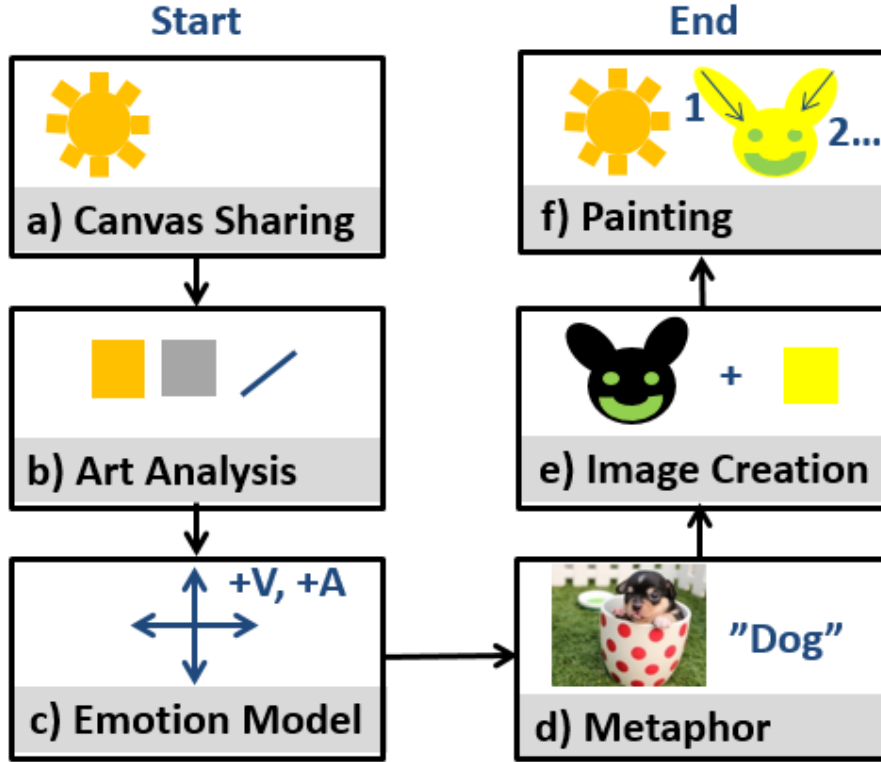 Start
End
a) Canvas Sharing
1
2...
f) Painting
b) Art Analysis
+
e) Image Creation
+V, +A
c) Emotion Model
”Dog”
d) Metaphor